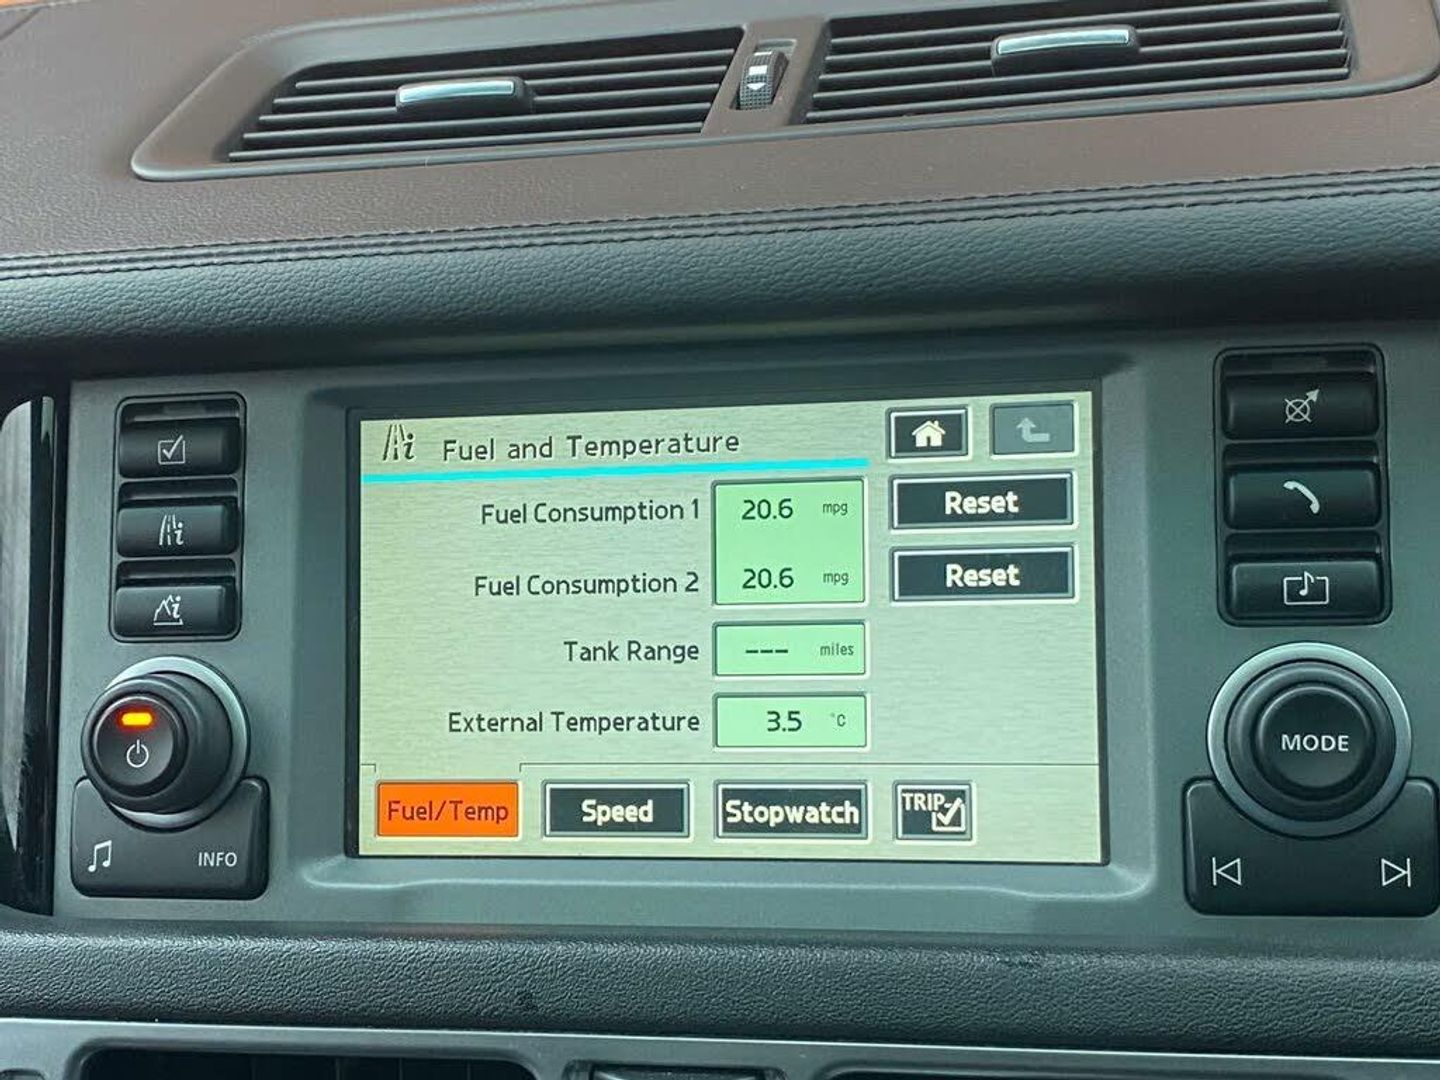 Fuel and Temperature
Fuel Consumption 1 20.6 mpg Reset
Fuel Consumption 2 20.6 mpg Reset
Tank Range --- miles
External Temperature 3.5 °C
Fuel/Temp Speed Stopwatch TRIP
MODE
INFO